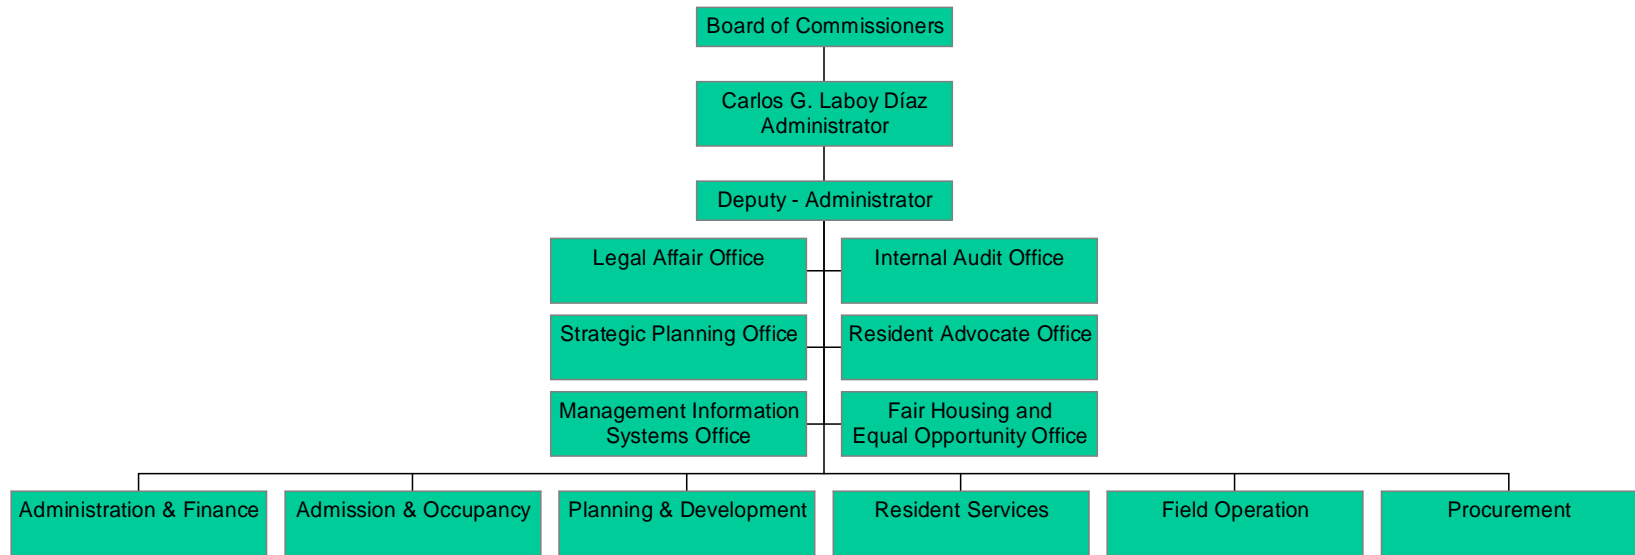 Board of Commissioners
Carlos G. Laboy Díaz
Administrator
Deputy - Administrator
Legal Affair Office
Internal Audit Office
Strategic Planning Office
Resident Advocate Office
Management Information
Systems Office
Fair Housing and
Equal Opportunity Office
Administration & Finance
Admission & Occupancy
Planning & Development
Resident Services
Field Operation
Procurement